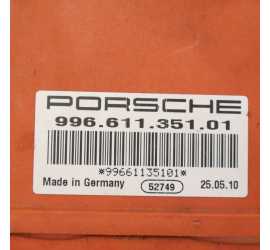 PORSCHE
996.611.351.01
*99661135101*
Made in Germany 52749 25.05.10